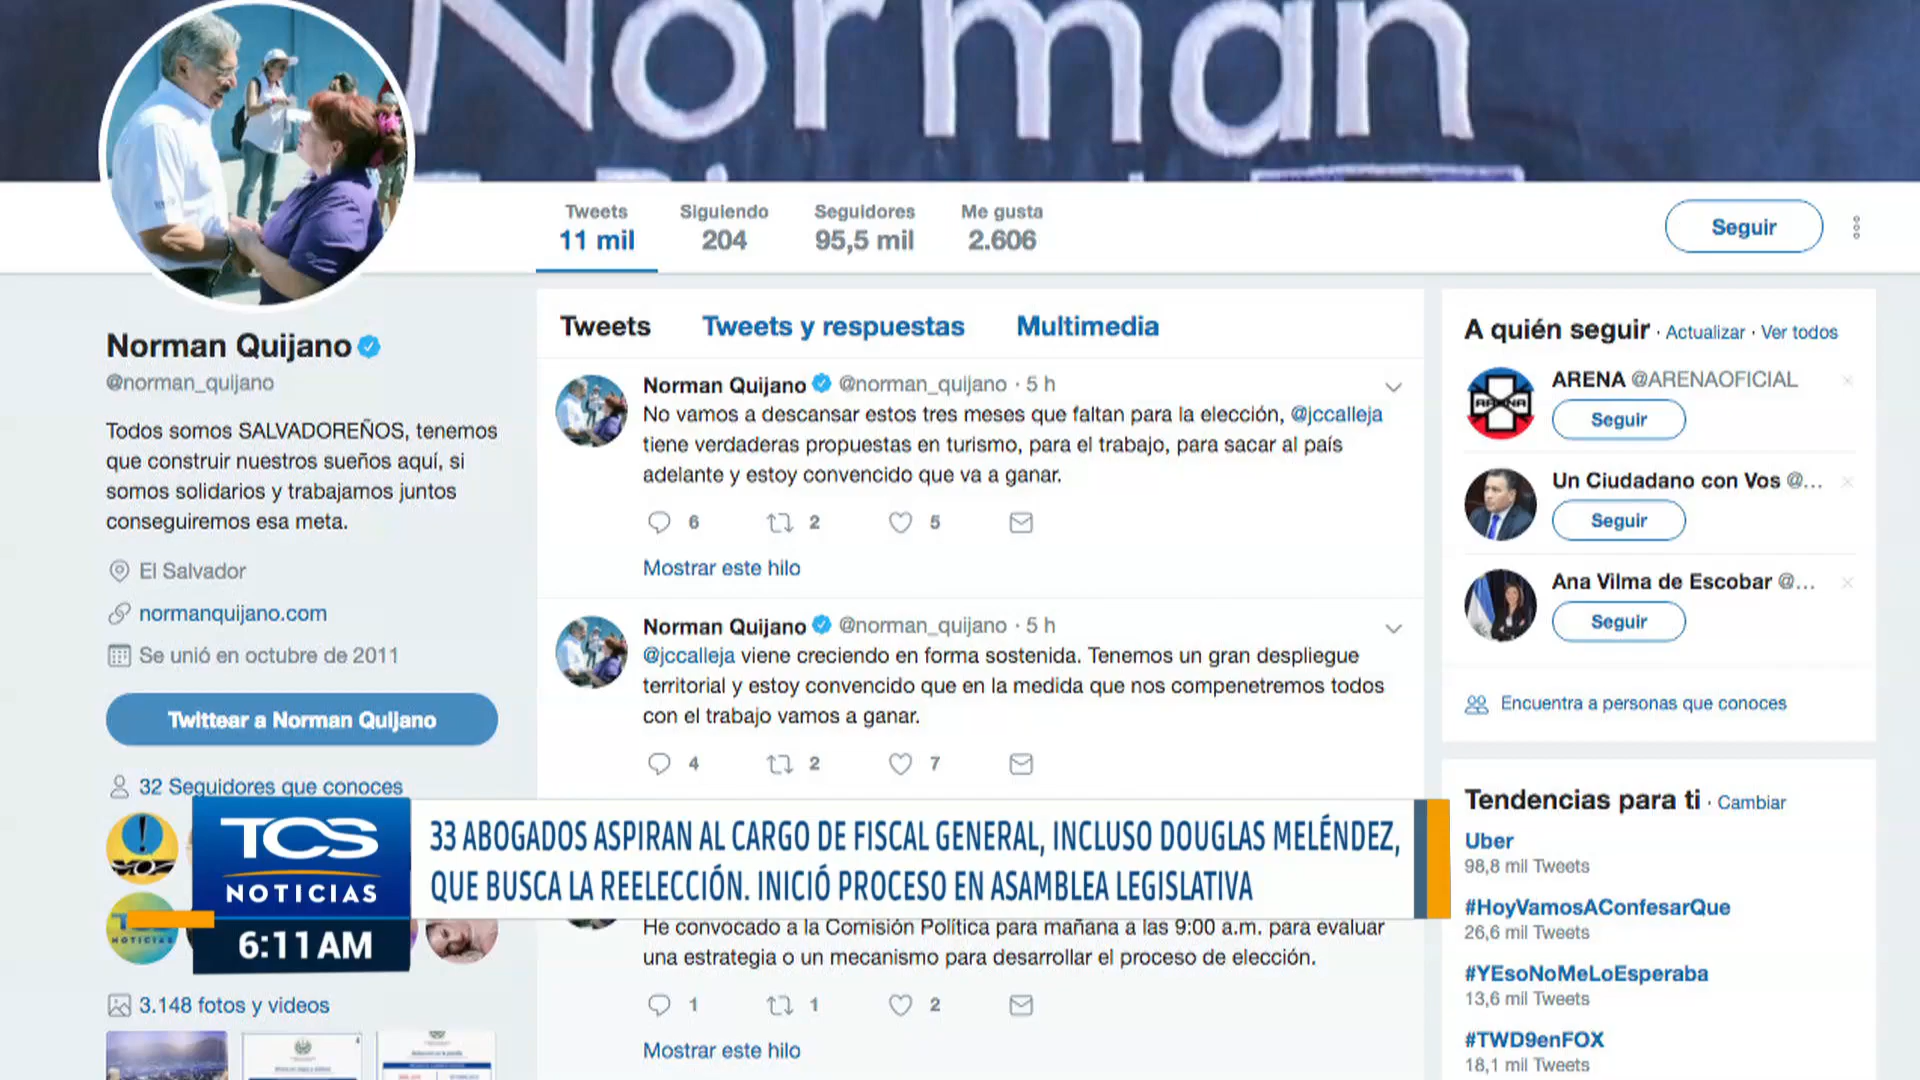 Norman
Tweets
11 mil
Siguiendo
204
Seguidores
95,5 mil
Me gusta
2.606
Seguir
Norman Quijano
@norman_quijano
Todos somos SALVADOREÑOS, tenemos
que construir nuestros sueños aquí, si
somos solidarios y trabajamos juntos
conseguiremos esa meta.
El Salvador
normanquijano.com
Se unió en octubre de 2011
Twittear a Norman Quijano
32 Seguidores que conoces
3.148 fotos y videos
Tweets
Tweets y respuestas
Multimedia
Norman Quijano @norman_quijano · 5 h
No vamos a descansar estos tres meses que faltan para la elección, @jccalleja
tiene verdaderas propuestas en turismo, para el trabajo, para sacar al país
adelante y estoy convencido que va a ganar.
6 2 5
Mostrar este hilo
Norman Quijano @norman_quijano · 5 h
@jccalleja viene creciendo en forma sostenida. Tenemos un gran despliegue
territorial y estoy convencido que en la medida que nos compenetremos todos
con el trabajo vamos a ganar.
4 2 7
He convocado a la Comisión Política para mañana a las 9:00 a.m. para evaluar
una estrategia o un mecanismo para desarrollar el proceso de elección.
1 1 2
Mostrar este hilo
A quién seguir · Actualizar · Ver todos
ARENA @ARENAOFICIAL
ARENA
Seguir
Un Ciudadano con Vos @...
Seguir
Ana Vilma de Escobar @...
Seguir
Encuentra a personas que conoces
Tendencias para ti · Cambiar
Uber
98,8 mil Tweets
#HoyVamosAConfesarQue
26,6 mil Tweets
#YEsoNoMeLoEsperaba
13,6 mil Tweets
#TWD9enFOX
18,1 mil Tweets
TCS
NOTICIAS
6:11 AM
33 ABOGADOS ASPIRAN AL CARGO DE FISCAL GENERAL, INCLUSO DOUGLAS MELÉNDEZ,
QUE BUSCA LA REELECCIÓN. INICIÓ PROCESO EN ASAMBLEA LEGISLATIVA